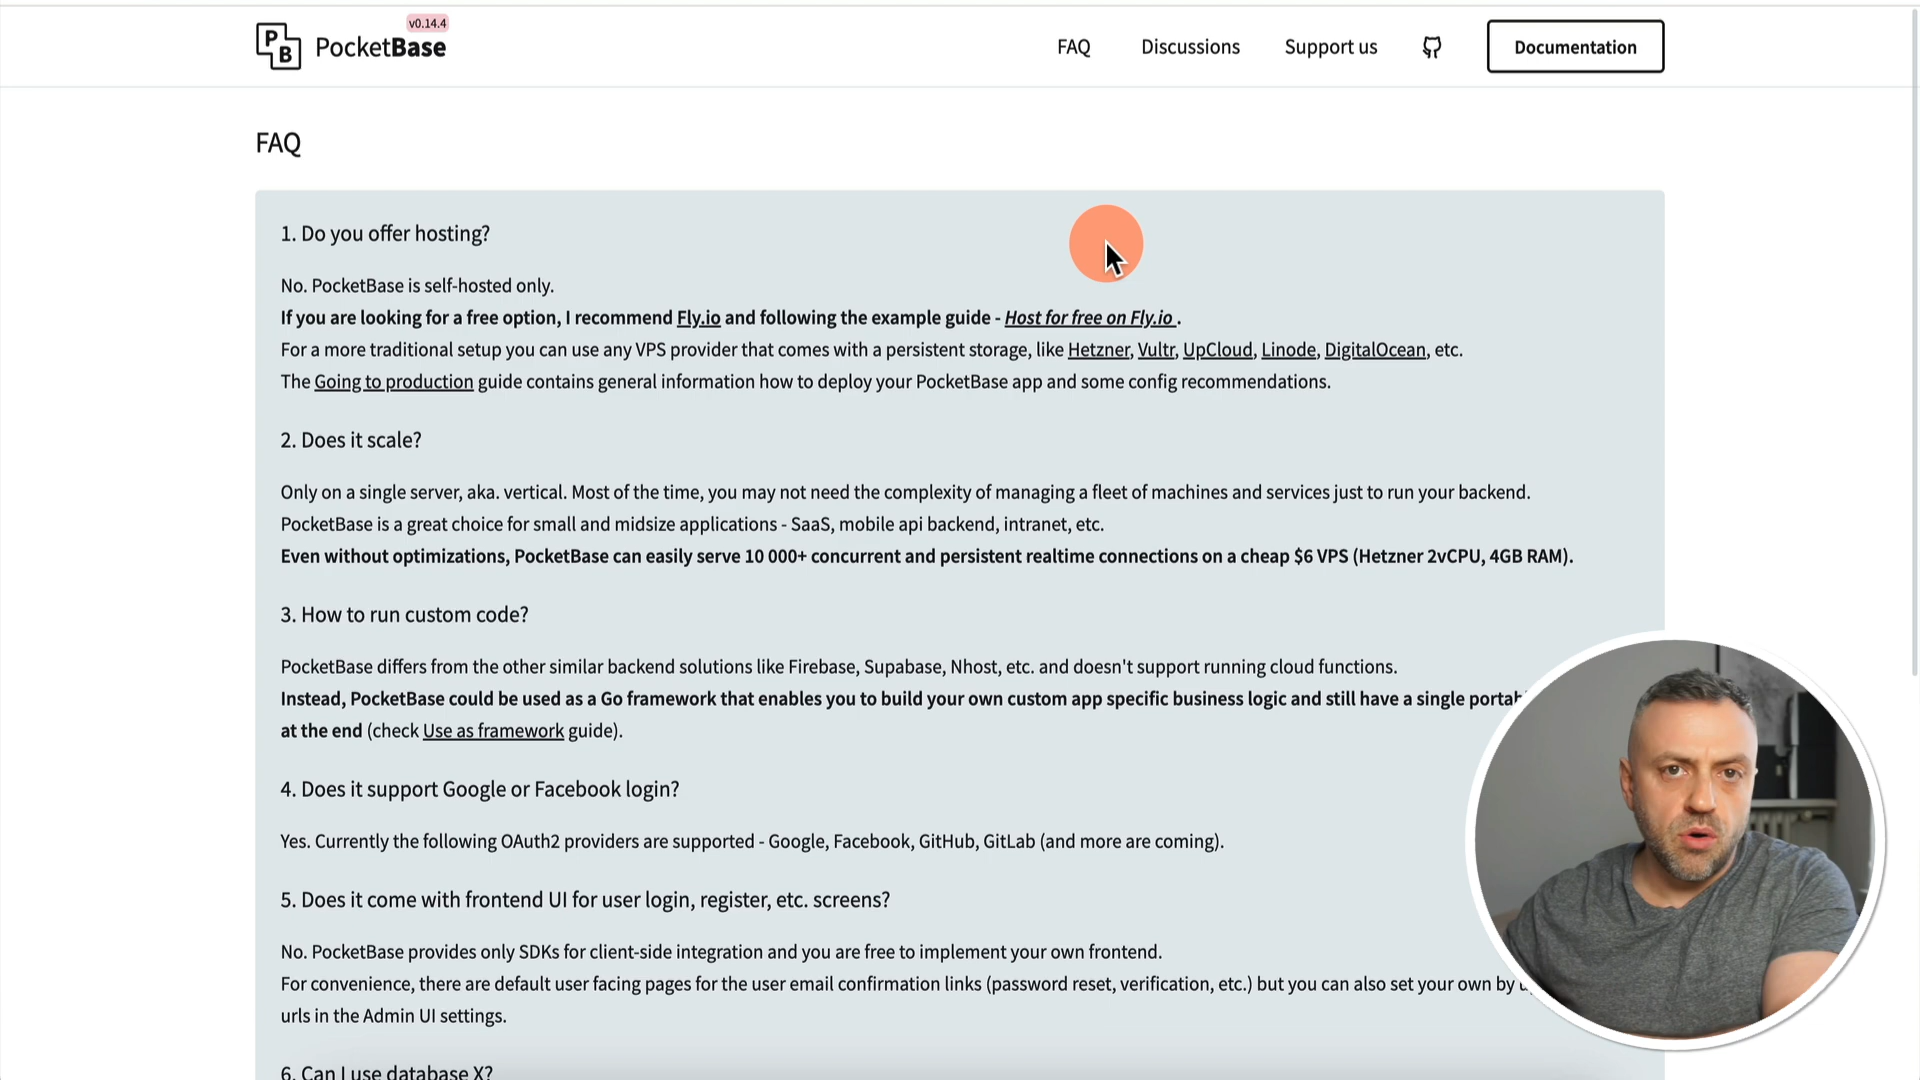 v0.14.4
PB PocketBase
FAQ Discussions Support us Documentation
FAQ
1. Do you offer hosting?
No. PocketBase is self-hosted only.
If you are looking for a free option, I recommend Fly.io and following the example guide - Host for free on Fly.io .
For a more traditional setup you can use any VPS provider that comes with a persistent storage, like Hetzner, Vultr, UpCloud, Linode, DigitalOcean, etc.
The Going to production guide contains general information how to deploy your PocketBase app and some config recommendations.
2. Does it scale?
Only on a single server, aka. vertical. Most of the time, you may not need the complexity of managing a fleet of machines and services just to run your backend.
PocketBase is a great choice for small and midsize applications - SaaS, mobile api backend, intranet, etc.
Even without optimizations, PocketBase can easily serve 10 000+ concurrent and persistent realtime connections on a cheap $6 VPS (Hetzner 2vCPU, 4GB RAM).
3. How to run custom code?
PocketBase differs from the other similar backend solutions like Firebase, Supabase, Nhost, etc. and doesn't support running cloud functions.
Instead, PocketBase could be used as a Go framework that enables you to build your own custom app specific business logic and still have a single
at the end (check Use as framework guide).
4. Does it support Google or Facebook login?
Yes. Currently the following OAuth2 providers are supported - Google, Facebook, GitHub, GitLab (and more are coming).
5. Does it come with frontend UI for user login, register, etc. screens?
No. PocketBase provides only SDKs for client-side integration and you are free to implement your own frontend.
For convenience, there are default user facing pages for the user email confirmation links (password reset, verification, etc.) but you can also set your own by
urls in the Admin UI settings.
6. Can I use database X?